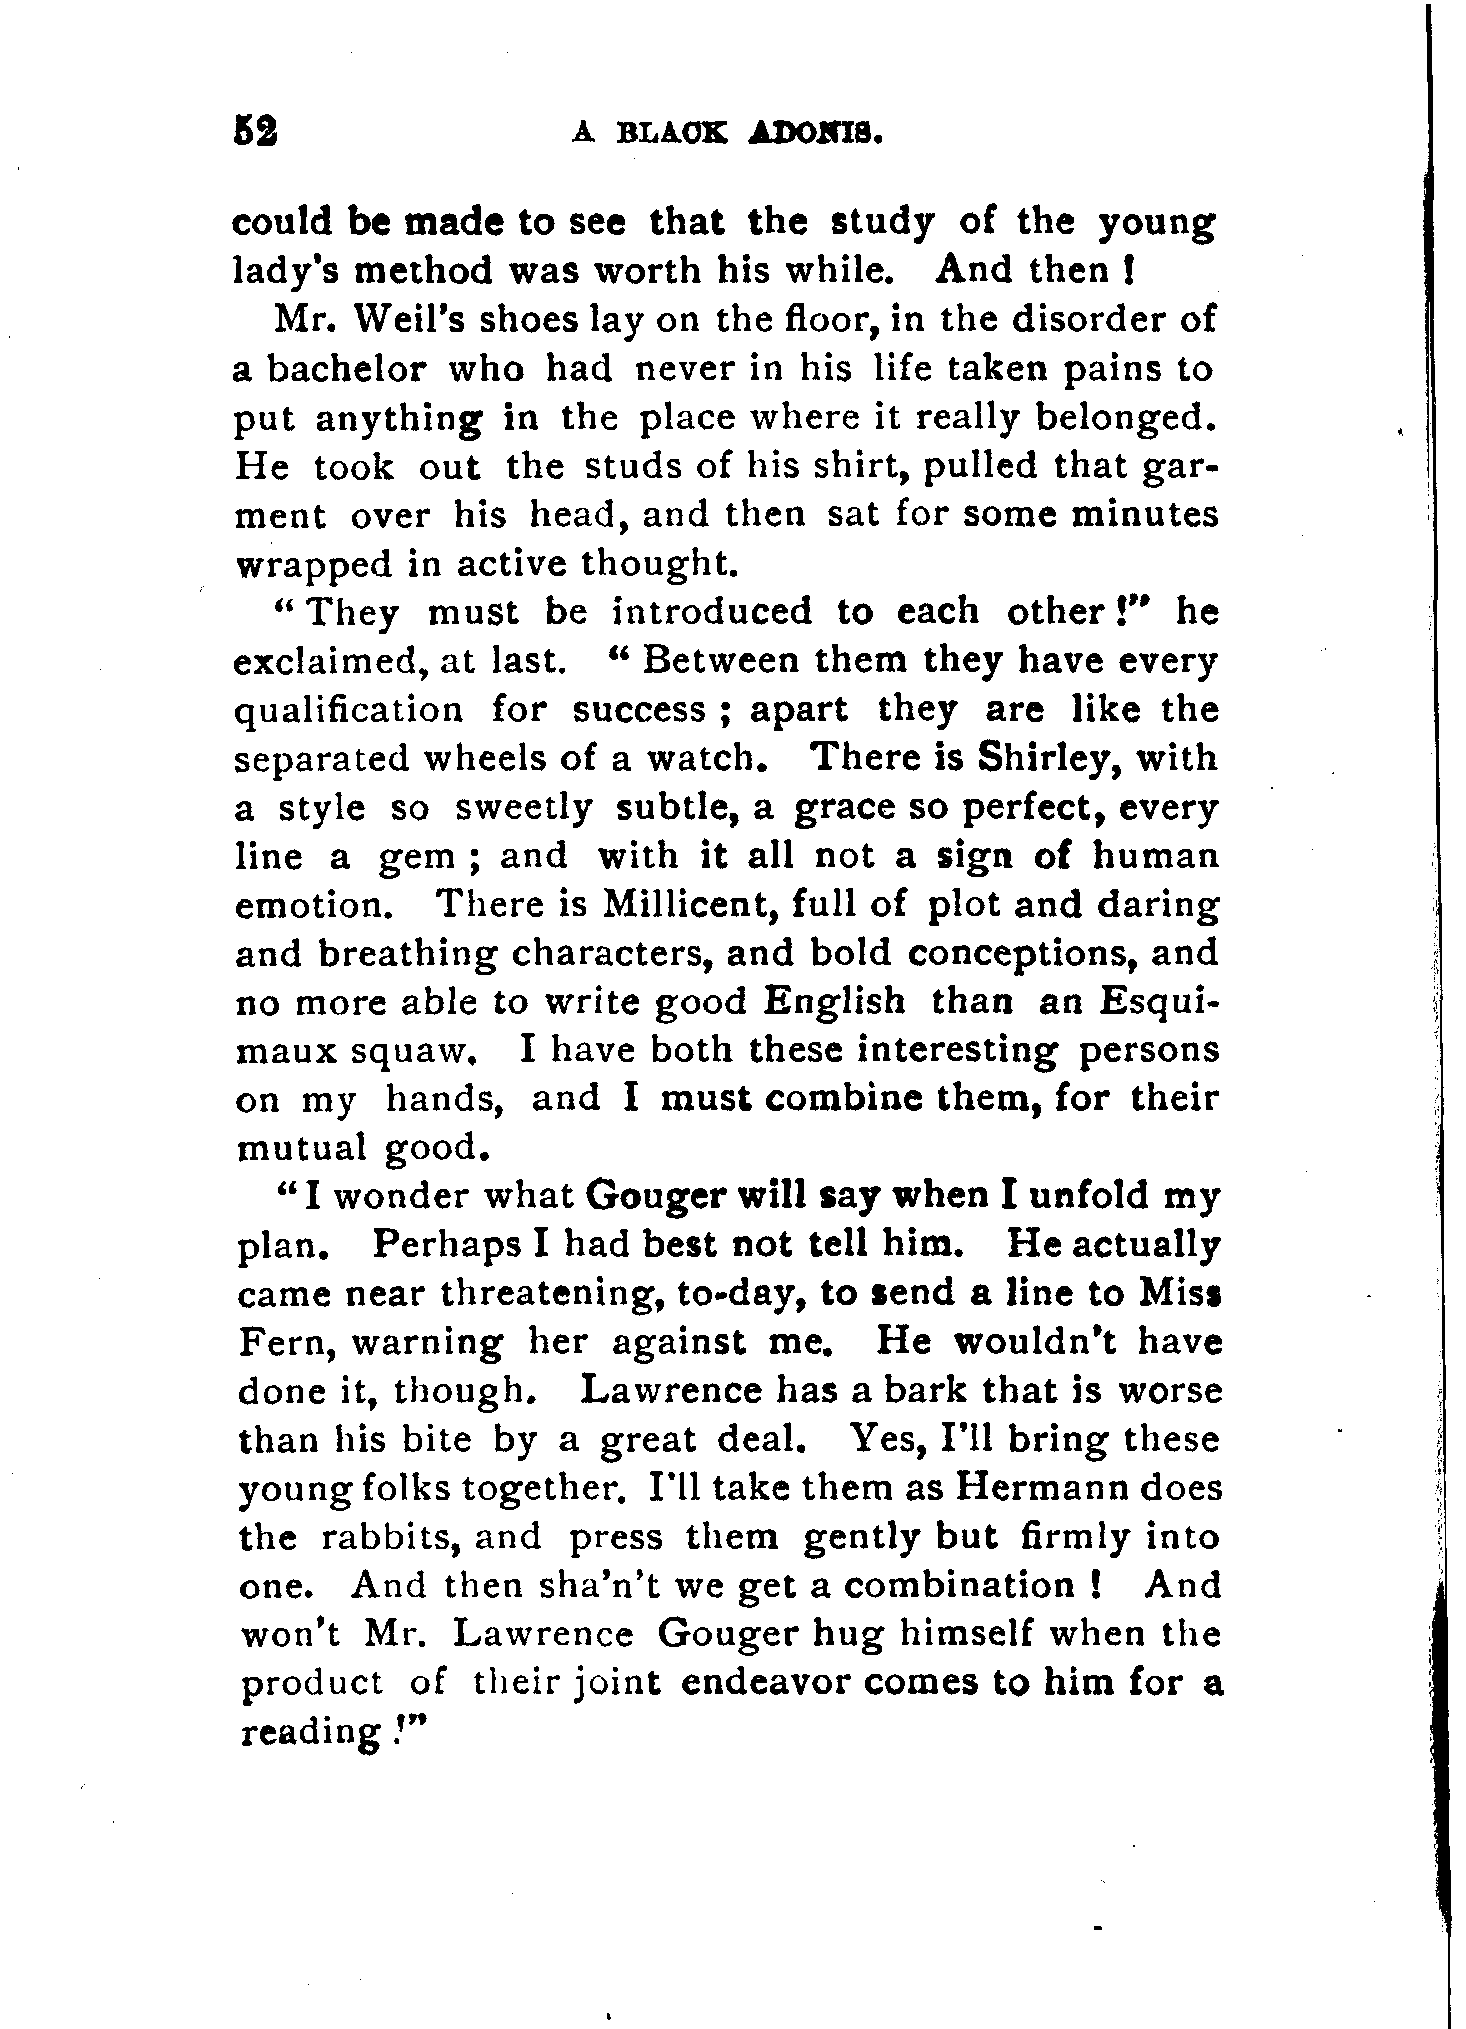 52 A BLACK ADONIS.
could be made to see that the study of the young
lady's method was worth his while. And then !
Mr. Weil's shoes lay on the floor, in the disorder of
a bachelor who had never in his life taken pains to
put anything in the place where it really belonged.
He took out the studs of his shirt, pulled that gar-
ment over his head, and then sat for some minutes
wrapped in active thought.
“ They must be introduced to each other !” he
exclaimed, at last. “ Between them they have every
qualification for success ; apart they are like the
separated wheels of a watch. There is Shirley, with
a style so sweetly subtle, a grace so perfect, every
line a gem ; and with it all not a sign of human
emotion. There is Millicent, full of plot and daring
and breathing characters, and bold conceptions, and
no more able to write good English than an Esqui-
maux squaw. I have both these interesting persons
on my hands, and I must combine them, for their
mutual good.
“ I wonder what Gouger will say when I unfold my
plan. Perhaps I had best not tell him. He actually
came near threatening, to-day, to send a line to Miss
Fern, warning her against me. He wouldn't have
done it, though. Lawrence has a bark that is worse
than his bite by a great deal. Yes, I'll bring these
young folks together. I'll take them as Hermann does
the rabbits, and press them gently but firmly into
one. And then sha'n't we get a combination ! And
won't Mr. Lawrence Gouger hug himself when the
product of their joint endeavor comes to him for a
reading !”